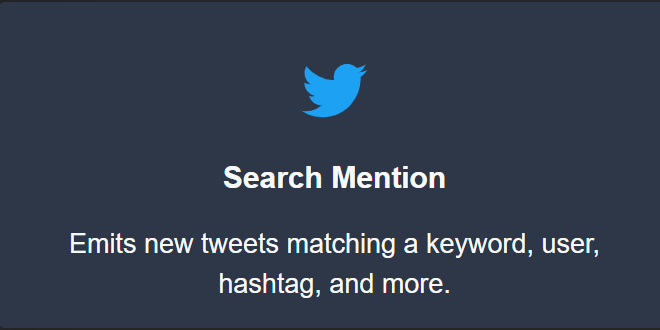 Search Mention
Emits new tweets matching a keyword, user,
hashtag, and more.